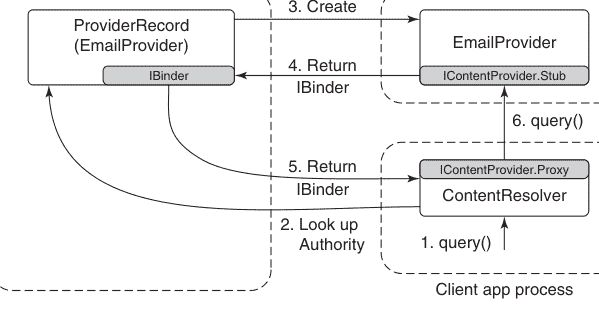 3. Create
ProviderRecord
(EmailProvider)
EmailProvider
4. Return
IBinder
IBinder
IContentProvider.Stub
6. query()
5. Return
IBinder
IContentProvider.Proxy
ContentResolver
2. Look up
Authority
1. query()
Client app process